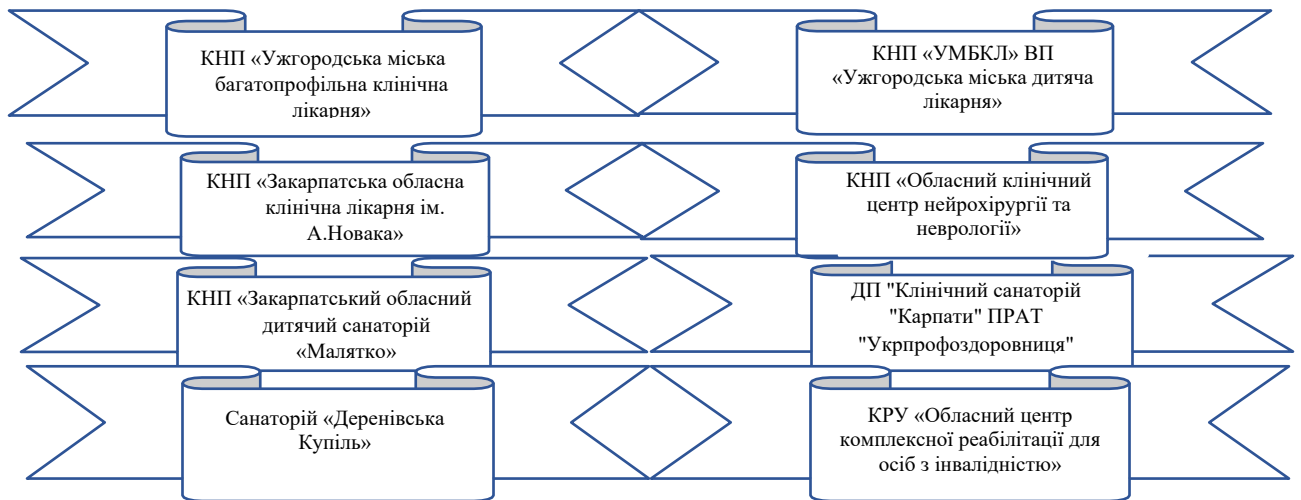 КНП «Ужгородська міська
багатопрофільна клінічна
лікарня»
КНП «УМБКЛ» ВП
«Ужгородська міська дитяча
лікарня»
КНП «Закарпатська обласна
клінічна лікарня ім.
А.Новака»
КНП «Обласний клінічний
центр нейрохірургії та
неврології»
КНП «Закарпатський обласний
дитячий санаторій
«Малятко»
ДП "Клінічний санаторій
"Карпати" ПРАТ
"Укрпрофоздоровниця"
Санаторій «Деренівська
Купіль»
КРУ «Обласний центр
комплексної реабілітації для
осіб з інвалідністю»